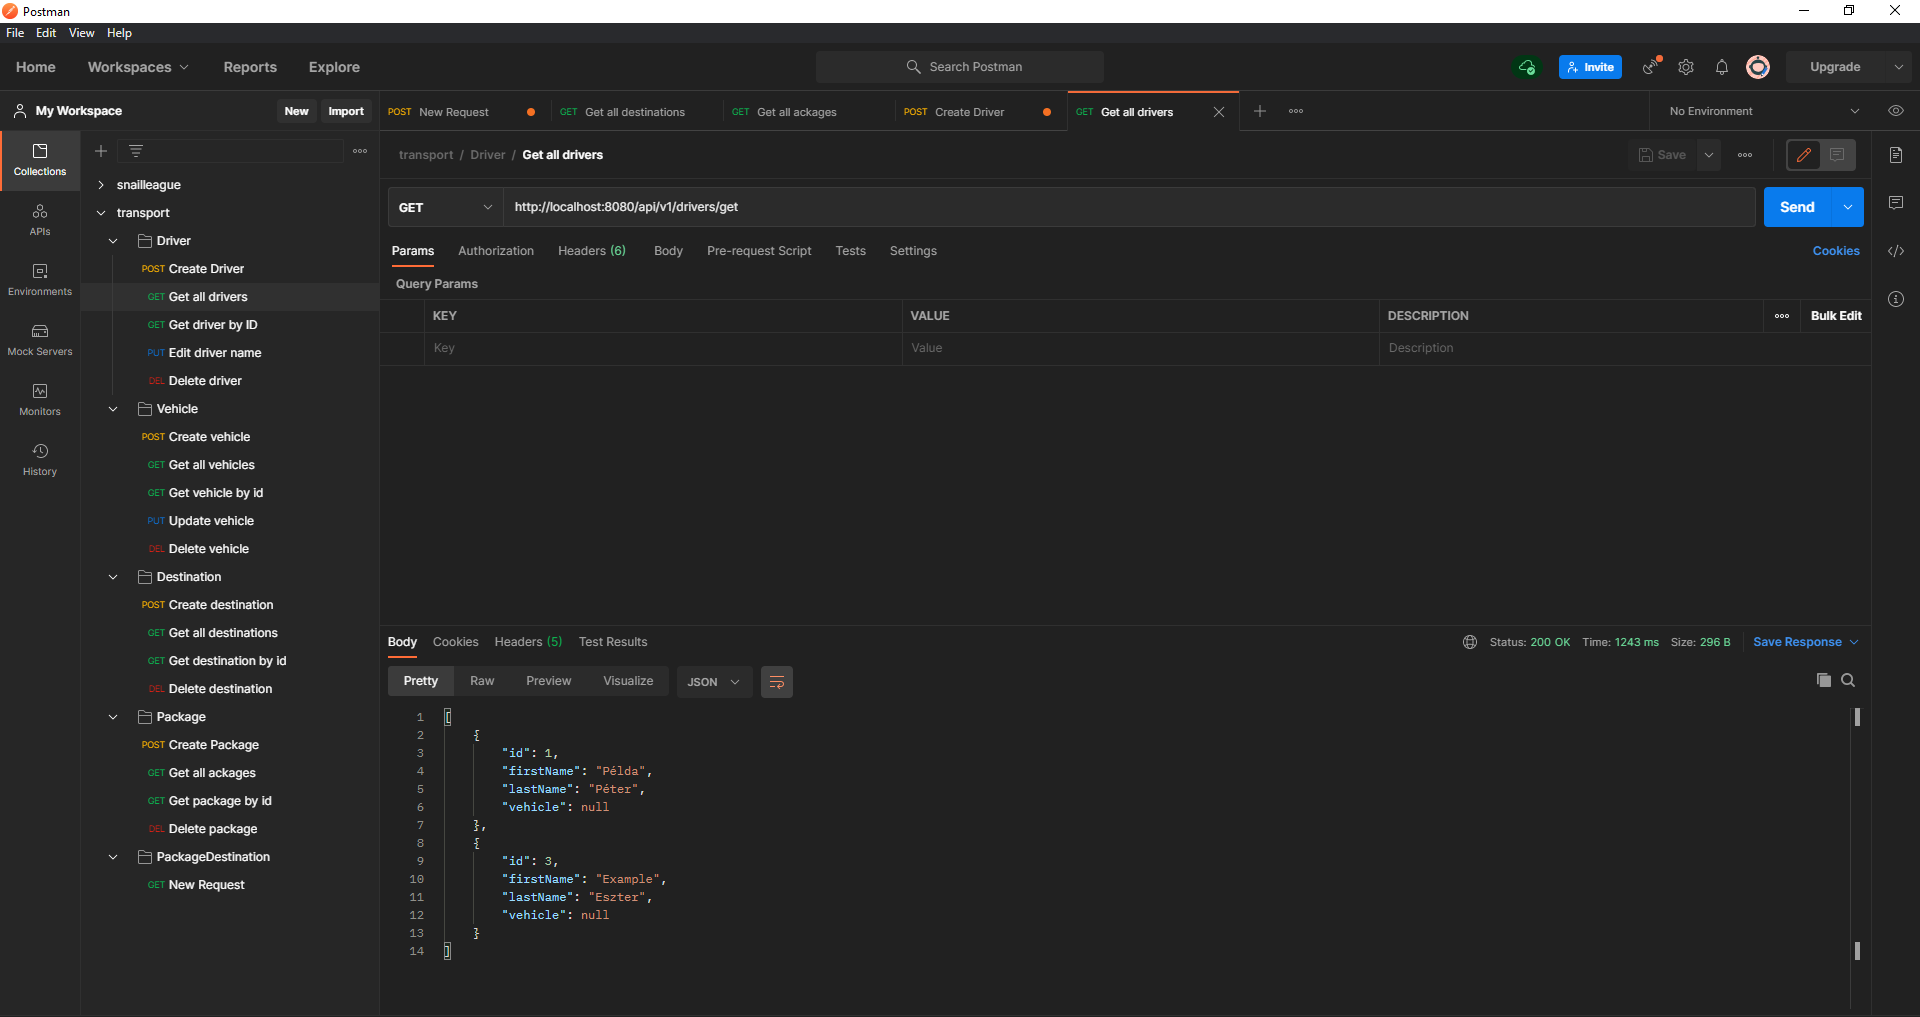 Postman
File Edit View Help
Home Workspaces Reports Explore Search Postman Invite Upgrade
My Workspace New Import
POST New Request GET Get all destinations GET Get all ackages POST Create Driver GET Get all drivers No Environment
Collections
APIs
Environments
Mock Servers
Monitors
History
snailleague
transport
Driver
POST Create Driver
GET Get all drivers
GET Get driver by ID
PUT Edit driver name
DEL Delete driver
Vehicle
POST Create vehicle
GET Get all vehicles
GET Get vehicle by id
PUT Update vehicle
DEL Delete vehicle
Destination
POST Create destination
GET Get all destinations
GET Get destination by id
DEL Delete destination
Package
POST Create Package
GET Get all ackages
GET Get package by id
DEL Delete package
PackageDestination
GET New Request
transport / Driver / Get all drivers Save
GET http://localhost:8080/api/v1/drivers/get Send
Params Authorization Headers (6) Body Pre-request Script Tests Settings Cookies
Query Params
KEY VALUE DESCRIPTION Bulk Edit
Key Value Description
Body Cookies Headers (5) Test Results Status: 200 OK Time: 1243 ms Size: 296 B Save Response
Pretty Raw Preview Visualize JSON
1 [
2 {
3 "id": 1,
4 "firstName": "Példa",
5 "lastName": "Péter",
6 "vehicle": null
7 },
8 {
9 "id": 3,
10 "firstName": "Example",
11 "lastName": "Eszter",
12 "vehicle": null
13 }
14 ]